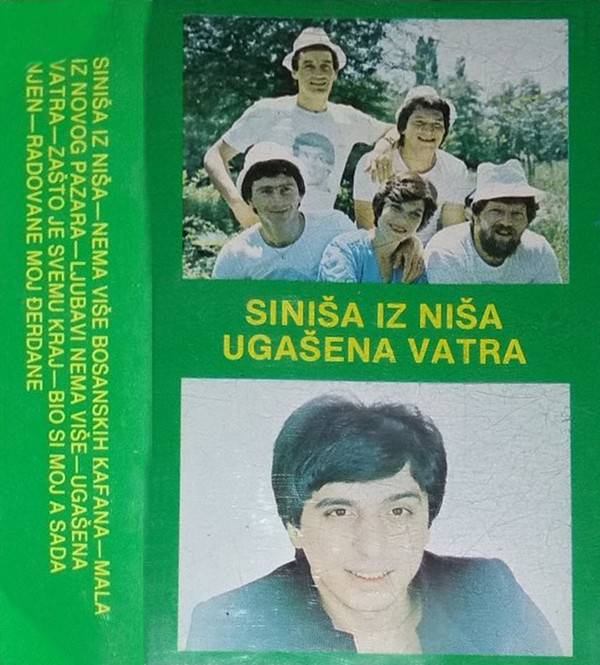 SINIŠA IZ NIŠA—NEMA VIŠE BOSANSKIH KAFANA—MALA
IZ NOVOG PAZARA—LJUBAVI NEMA VIŠE—UGAŠENA
VATRA—ZAŠTO JE SVEMU KRAJ—BIO SI MOJ A SADA
NJEN—RADOVANE MOJ ĐERDANE
SINIŠA IZ NIŠA
UGAŠENA VATRA